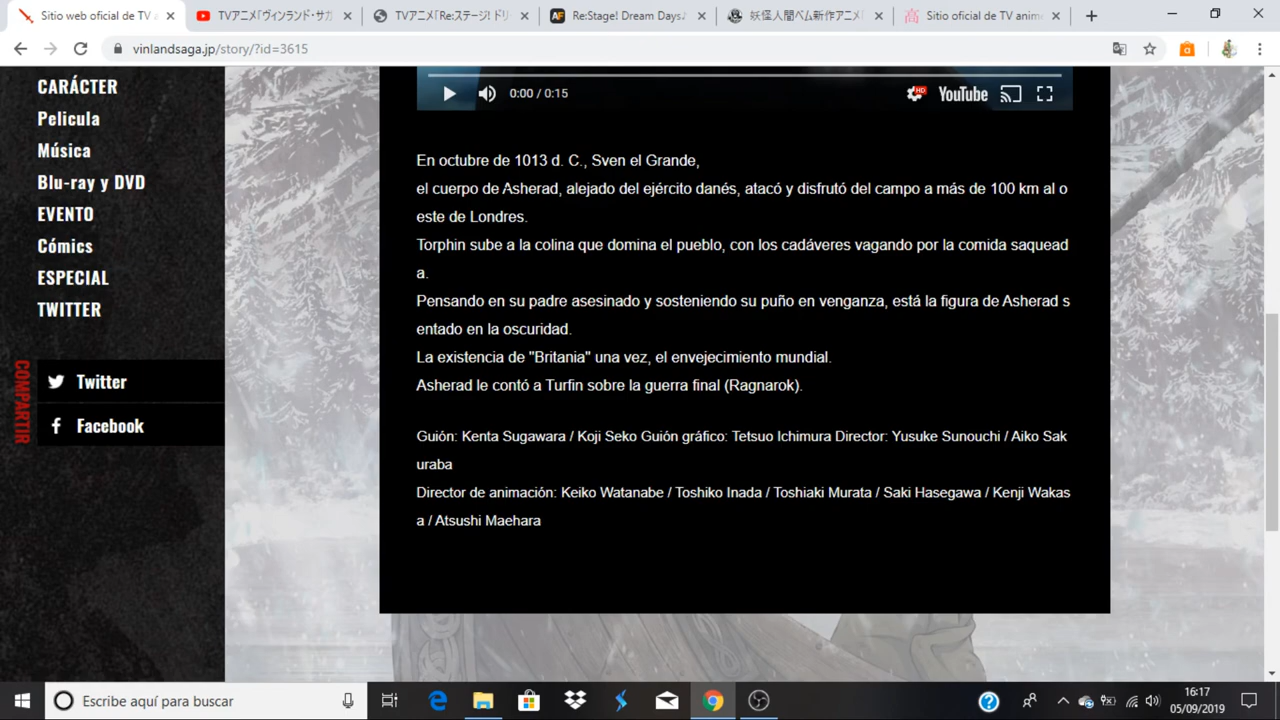 Sitio web oficial de TV a
TVアニメ「ヴィンランド・サガ
TVアニメ「Re:ステージ! ドリ
Re:Stage! Dream Days♪
妖怪人間ベム新作アニメ
Sitio oficial de TV anime
vinlandsaga.jp/story/?id=3615
CARÁCTER
Pelicula
Música
Blu-ray y DVD
EVENTO
Cómics
ESPECIAL
TWITTER
COMPARTIR
Twitter
Facebook
0:00 / 0:15
HD
YouTube
En octubre de 1013 d. C., Sven el Grande,
el cuerpo de Asherad, alejado del ejército danés, atacó y disfrutó del campo a más de 100 km al o
este de Londres.
Torphin sube a la colina que domina el pueblo, con los cadáveres vagando por la comida saquead
a.
Pensando en su padre asesinado y sosteniendo su puño en venganza, está la figura de Asherad s
entado en la oscuridad.
La existencia de "Britania" una vez, el envejecimiento mundial.
Asherad le contó a Turfin sobre la guerra final (Ragnarok).
Guión: Kenta Sugawara / Koji Seko Guión gráfico: Tetsuo Ichimura Director: Yusuke Sunouchi / Aiko Sak
uraba
Director de animación: Keiko Watanabe / Toshiko Inada / Toshiaki Murata / Saki Hasegawa / Kenji Wakas
a / Atsushi Maehara
Escribe aquí para buscar
16:17
05/09/2019